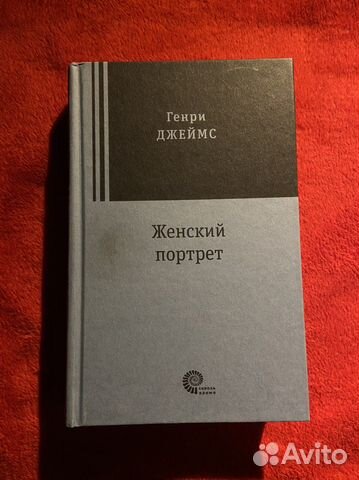 Генри
ДЖЕЙМС
Женский
портрет
сквозь
время
Avito